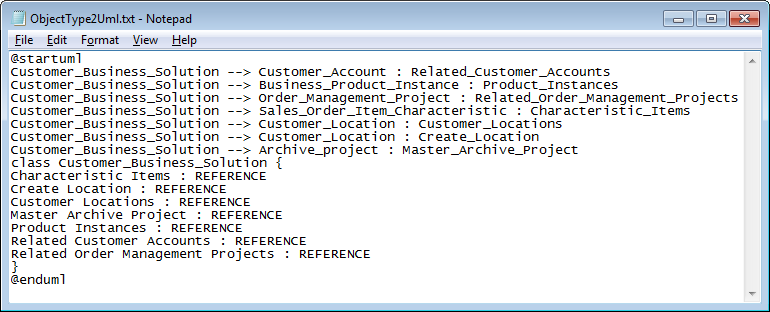 ObjectType2Uml.txt - Notepad
File Edit Format View Help
@startuml
Customer_Business_Solution --> Customer_Account : Related_Customer_Accounts
Customer_Business_Solution --> Business_Product_Instance : Product_Instances
Customer_Business_Solution --> Order_Management_Project : Related_Order_Management_Projects
Customer_Business_Solution --> Sales_Order_Item_Characteristic : Characteristic_Items
Customer_Business_Solution --> Customer_Location : Customer_Locations
Customer_Business_Solution --> Customer_Location : Create_Location
Customer_Business_Solution --> Archive_project : Master_Archive_Project
class Customer_Business_Solution {
Characteristic Items : REFERENCE
Create Location : REFERENCE
Customer Locations : REFERENCE
Master Archive Project : REFERENCE
Product Instances : REFERENCE
Related Customer Accounts : REFERENCE
Related Order Management Projects : REFERENCE
}
@enduml